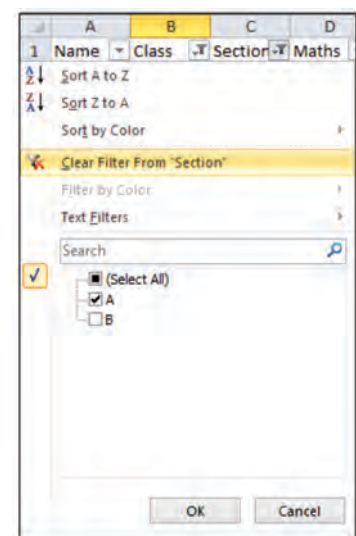 A B C D
1 Name Class Section Maths
Sort A to Z
Sort Z to A
Sort by Color
Clear Filter From "Section"
Filter by Color
Text Filters
Search
(Select All)
A
B
OK Cancel